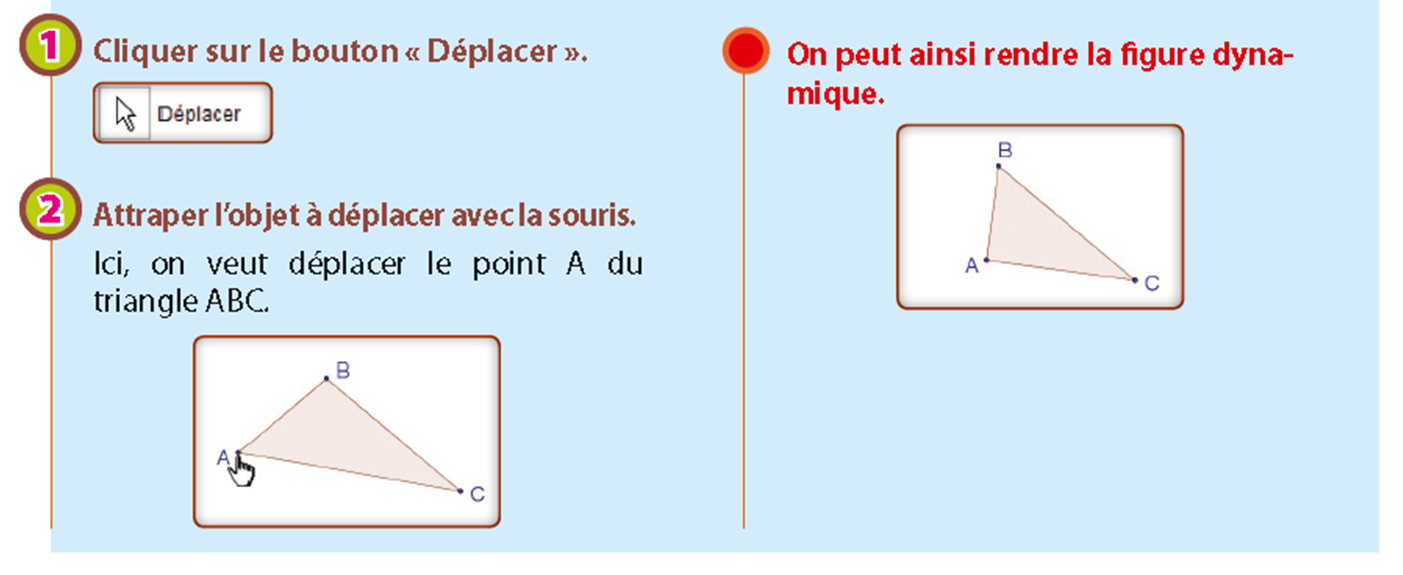 1 Cliquer sur le bouton « Déplacer ».
Déplacer
2 Attraper l'objet à déplacer avec la souris.
Ici, on veut déplacer le point A du
triangle ABC.
B
A
C
On peut ainsi rendre la figure dyna-
mique.
B
A
C